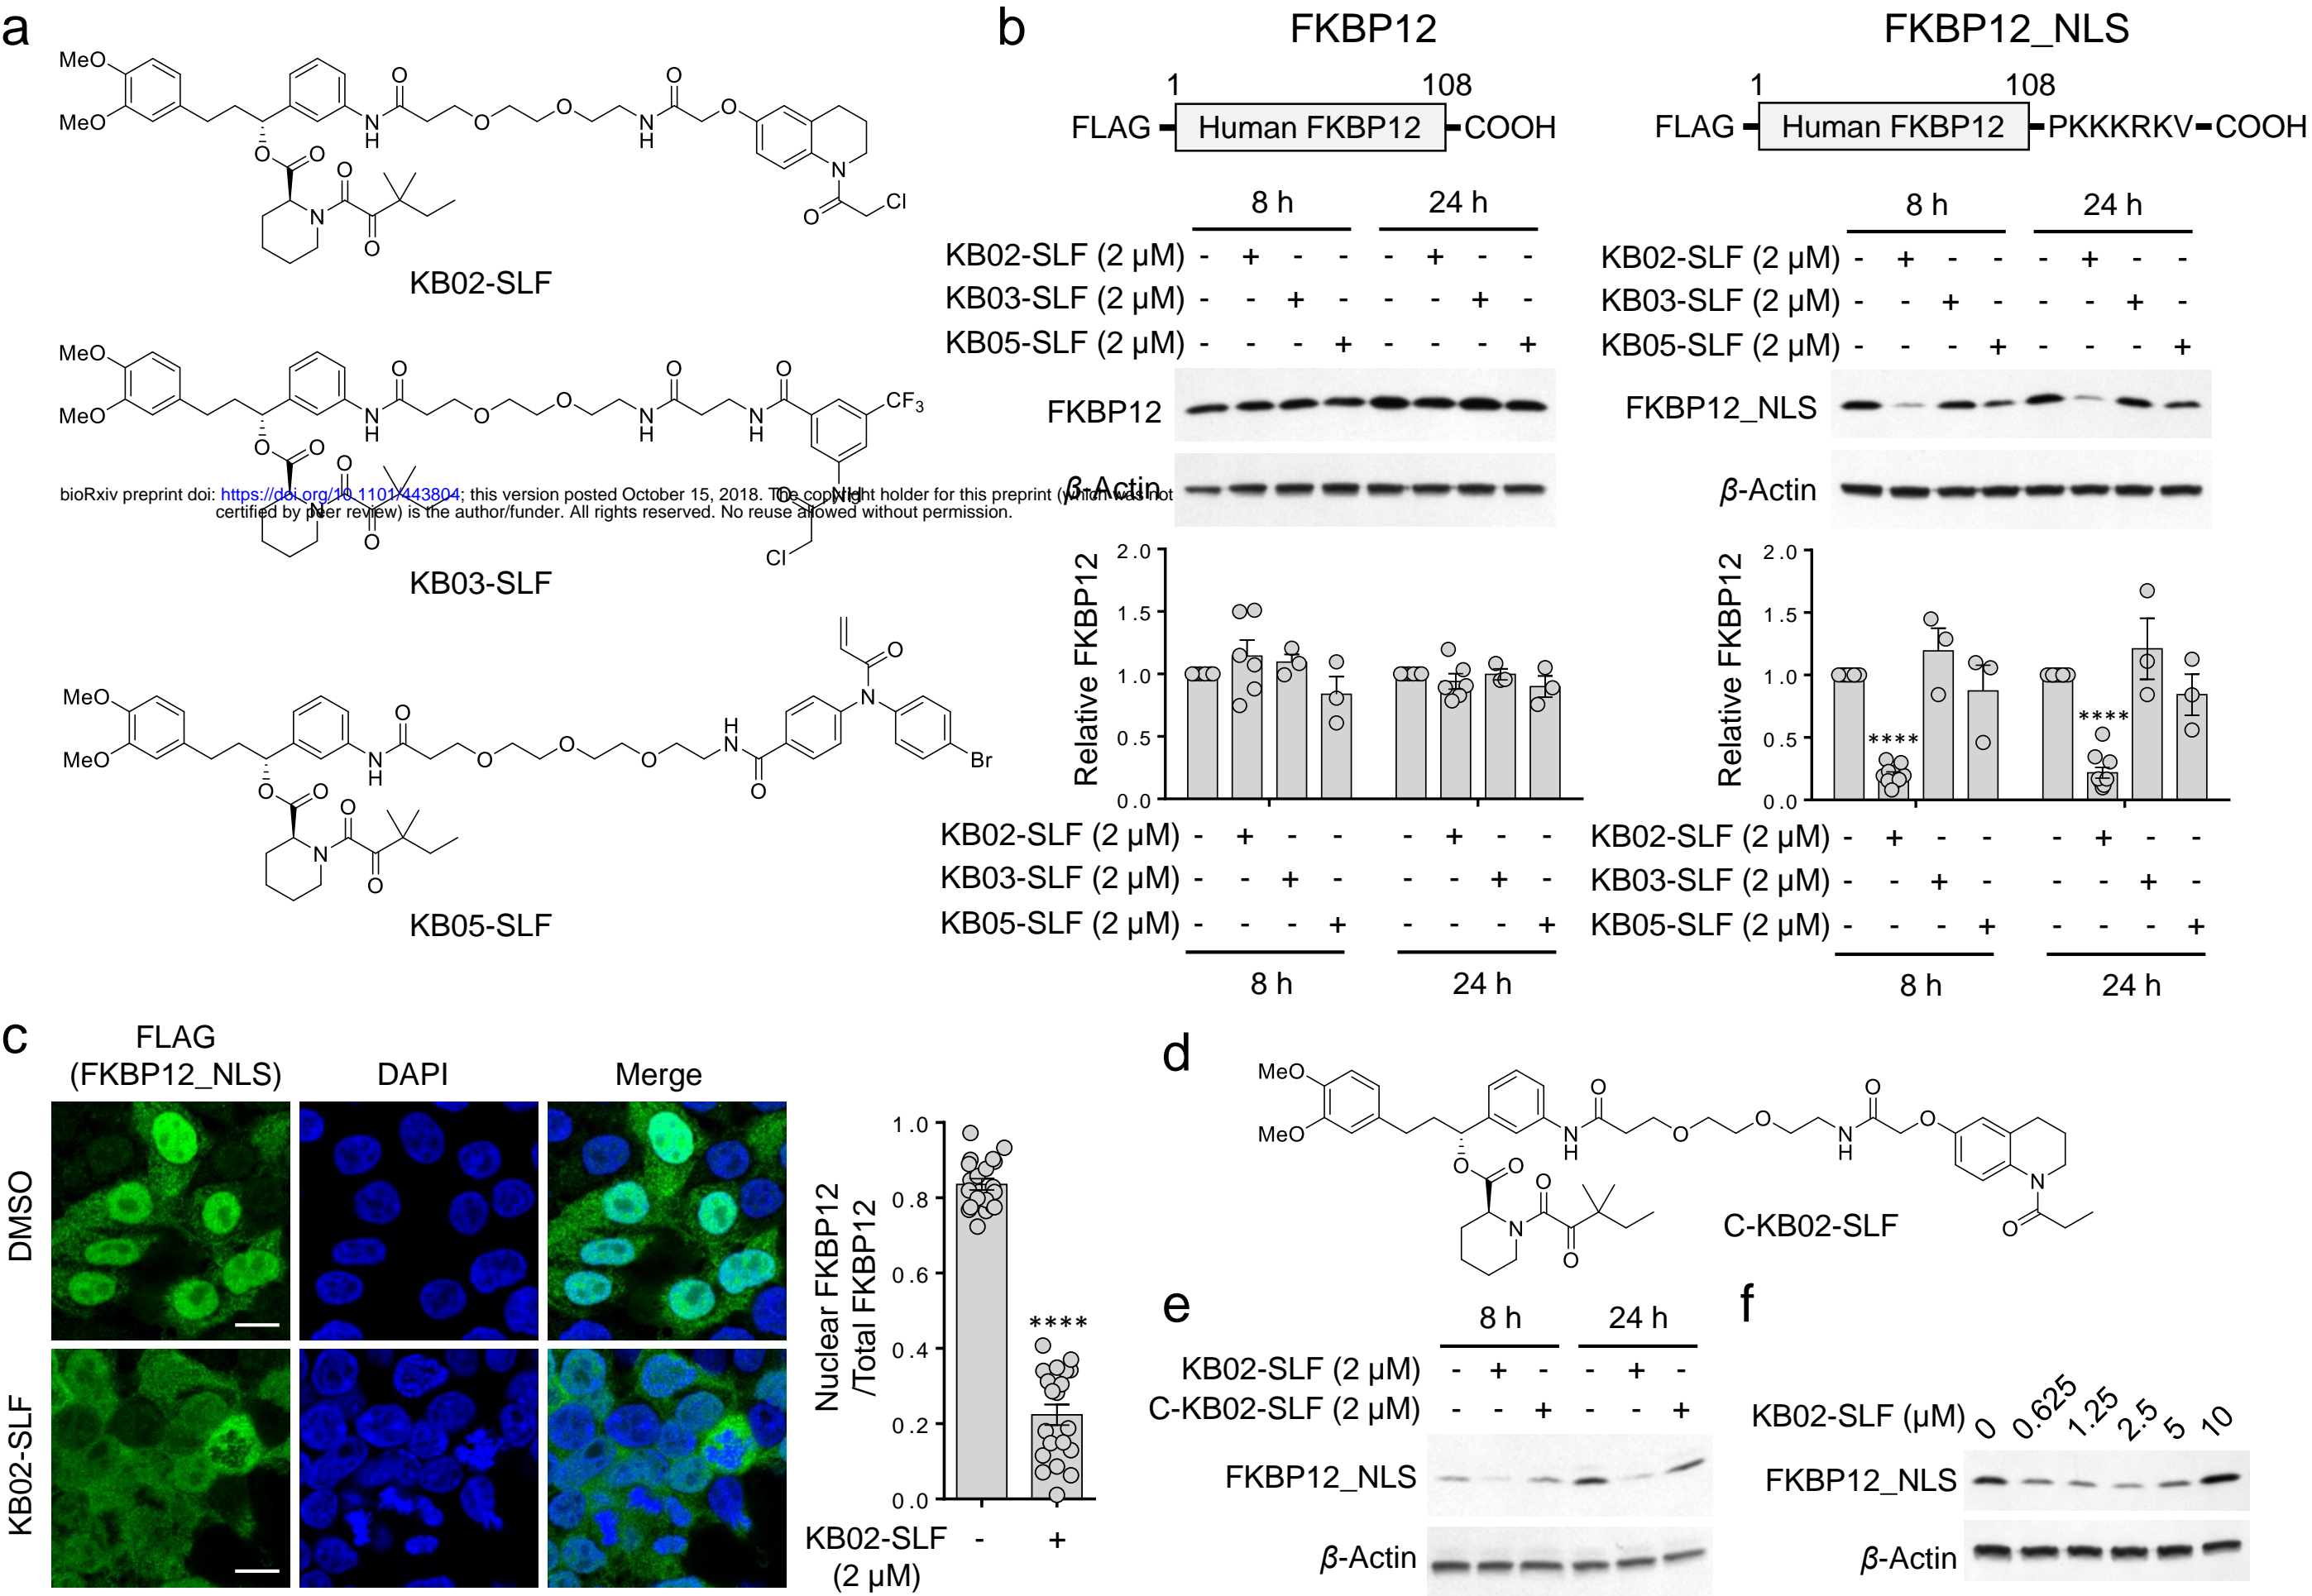 a
MeO
MeO
O
N
H
O
O
O
N
H
O
O
N
O
Cl
O
O
N
O
O
KB02-SLF
MeO
MeO
O
N
H
O
O
O
N
H
O
N
H
O
CF3
NH
O
Cl
O
O
N
O
O
bioRxiv preprint doi: https://doi.org/10.1101/443804; this version posted October 15, 2018. The copyright holder for this preprint (which was not
certified by peer review) is the author/funder. All rights reserved. No reuse allowed without permission.
KB03-SLF
MeO
MeO
O
N
H
O
O
O
O
H
N
O
N
O
Br
O
O
N
O
O
KB05-SLF
b
FKBP12
1 108
FLAG Human FKBP12 COOH
8 h 24 h
KB02-SLF (2 µM) - + - - - + - -
KB03-SLF (2 µM) - - + - - - + -
KB05-SLF (2 µM) - - - + - - - +
FKBP12
β-Actin
Relative FKBP12
2.0
1.5
1.0
0.5
0.0
KB02-SLF (2 µM) - + - - - + - -
KB03-SLF (2 µM) - - + - - - + -
KB05-SLF (2 µM) - - - + - - - +
8 h 24 h
FKBP12_NLS
1 108
FLAG Human FKBP12 PKKKRKV COOH
8 h 24 h
KB02-SLF (2 µM) - + - - - + - -
KB03-SLF (2 µM) - - + - - - + -
KB05-SLF (2 µM) - - - + - - - +
FKBP12_NLS
β-Actin
Relative FKBP12
2.0
1.5
1.0
0.5
0.0
**** ****
KB02-SLF (2 µM) - + - - - + - -
KB03-SLF (2 µM) - - + - - - + -
KB05-SLF (2 µM) - - - + - - - +
8 h 24 h
c
FLAG
(FKBP12_NLS) DAPI Merge
DMSO
KB02-SLF
Nuclear FKBP12
/Total FKBP12
1.0
0.8
0.6
0.4
0.2
0.0
****
KB02-SLF - +
(2 µM)
d
MeO
MeO
O
N
H
O
O
O
N
H
O
O
N
O
O
O
N
O
O
C-KB02-SLF
e
8 h 24 h
KB02-SLF (2 µM) - + - - + -
C-KB02-SLF (2 µM) - - + - - +
FKBP12_NLS
β-Actin
f
KB02-SLF (µM) 0 0.625 1.25 2.5 5 10
FKBP12_NLS
β-Actin